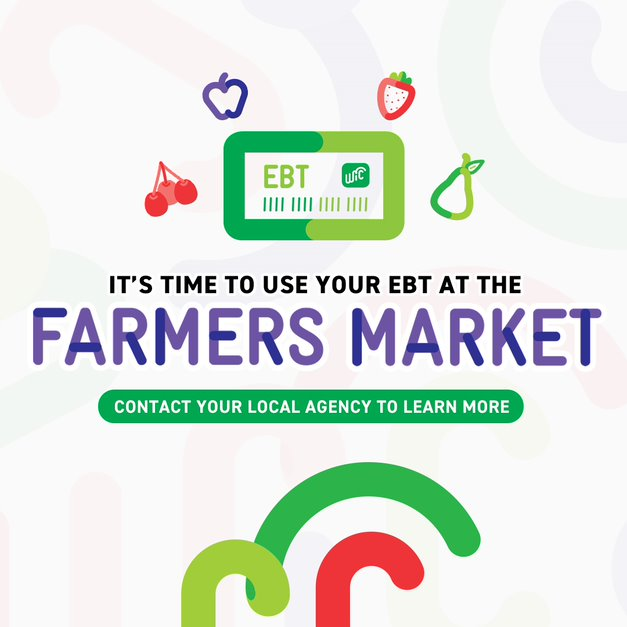 EBT
WIC
IT'S TIME TO USE YOUR EBT AT THE
FARMERS MARKET
CONTACT YOUR LOCAL AGENCY TO LEARN MORE